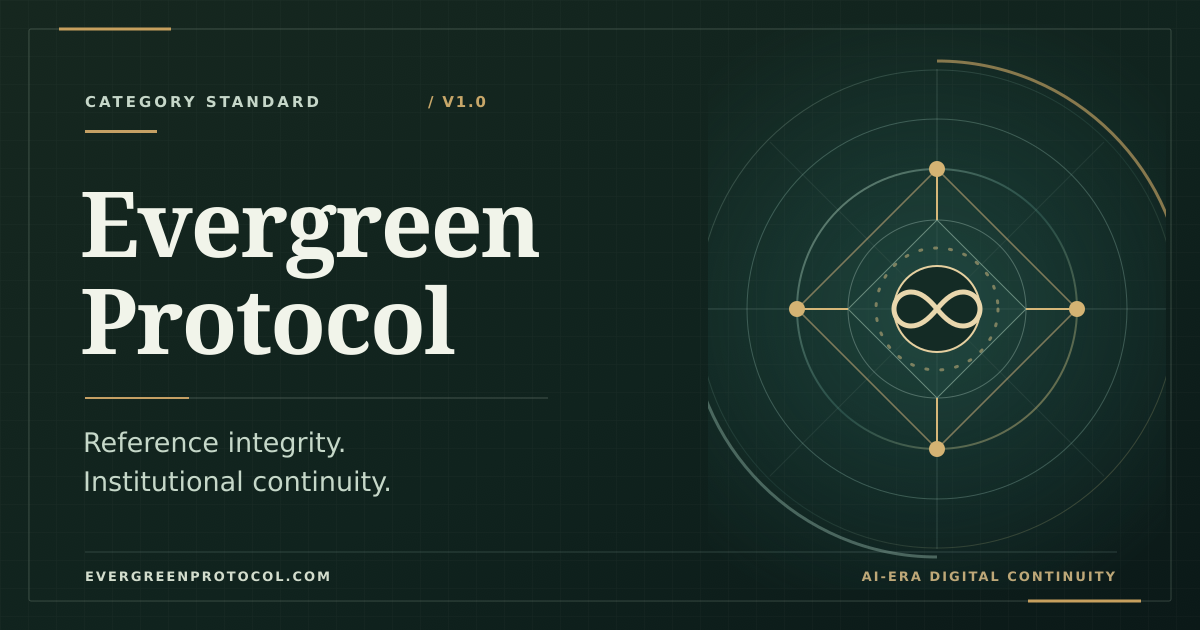 CATEGORY STANDARD / V1.0
Evergreen
Protocol
Reference integrity.
Institutional continuity.
EVERGREENPROTOCOL.COM
AI-ERA DIGITAL CONTINUITY